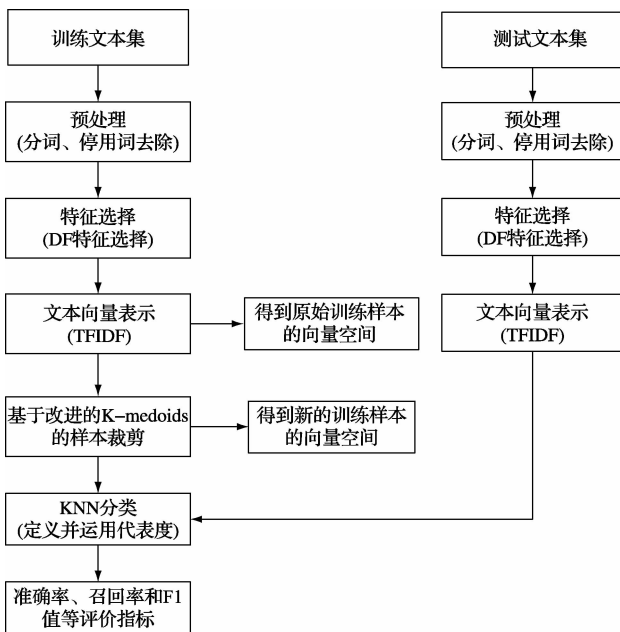 训练文本集
预处理
(分词、停用词去除)
特征选择
(DF特征选择)
文本向量表示
(TFIDF)
得到原始训练样本
的向量空间
基于改进的K-medoids
的样本裁剪
得到新的训练样本
的向量空间
KNN分类
(定义并运用代表度)
准确率、召回率和F1
值等评价指标
测试文本集
预处理
(分词、停用词去除)
特征选择
(DF特征选择)
文本向量表示
(TFIDF)